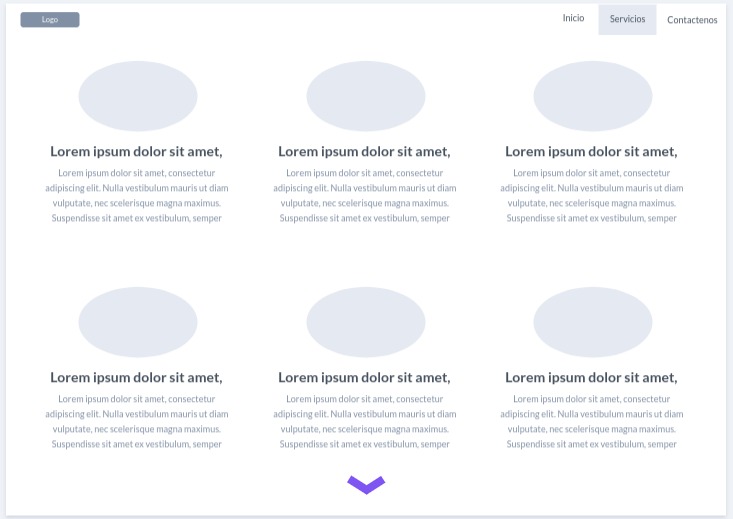 Logo
Inicio
Servicios
Contactenos
Lorem ipsum dolor sit amet,
Lorem ipsum dolor sit amet, consectetur
adipiscing elit. Nulla vestibulum mauris ut diam
vulputate, nec scelerisque magna maximus.
Suspendisse sit amet ex vestibulum, semper
Lorem ipsum dolor sit amet,
Lorem ipsum dolor sit amet, consectetur
adipiscing elit. Nulla vestibulum mauris ut diam
vulputate, nec scelerisque magna maximus.
Suspendisse sit amet ex vestibulum, semper
Lorem ipsum dolor sit amet,
Lorem ipsum dolor sit amet, consectetur
adipiscing elit. Nulla vestibulum mauris ut diam
vulputate, nec scelerisque magna maximus.
Suspendisse sit amet ex vestibulum, semper
Lorem ipsum dolor sit amet,
Lorem ipsum dolor sit amet, consectetur
adipiscing elit. Nulla vestibulum mauris ut diam
vulputate, nec scelerisque magna maximus.
Suspendisse sit amet ex vestibulum, semper
Lorem ipsum dolor sit amet,
Lorem ipsum dolor sit amet, consectetur
adipiscing elit. Nulla vestibulum mauris ut diam
vulputate, nec scelerisque magna maximus.
Suspendisse sit amet ex vestibulum, semper
Lorem ipsum dolor sit amet,
Lorem ipsum dolor sit amet, consectetur
adipiscing elit. Nulla vestibulum mauris ut diam
vulputate, nec scelerisque magna maximus.
Suspendisse sit amet ex vestibulum, semper